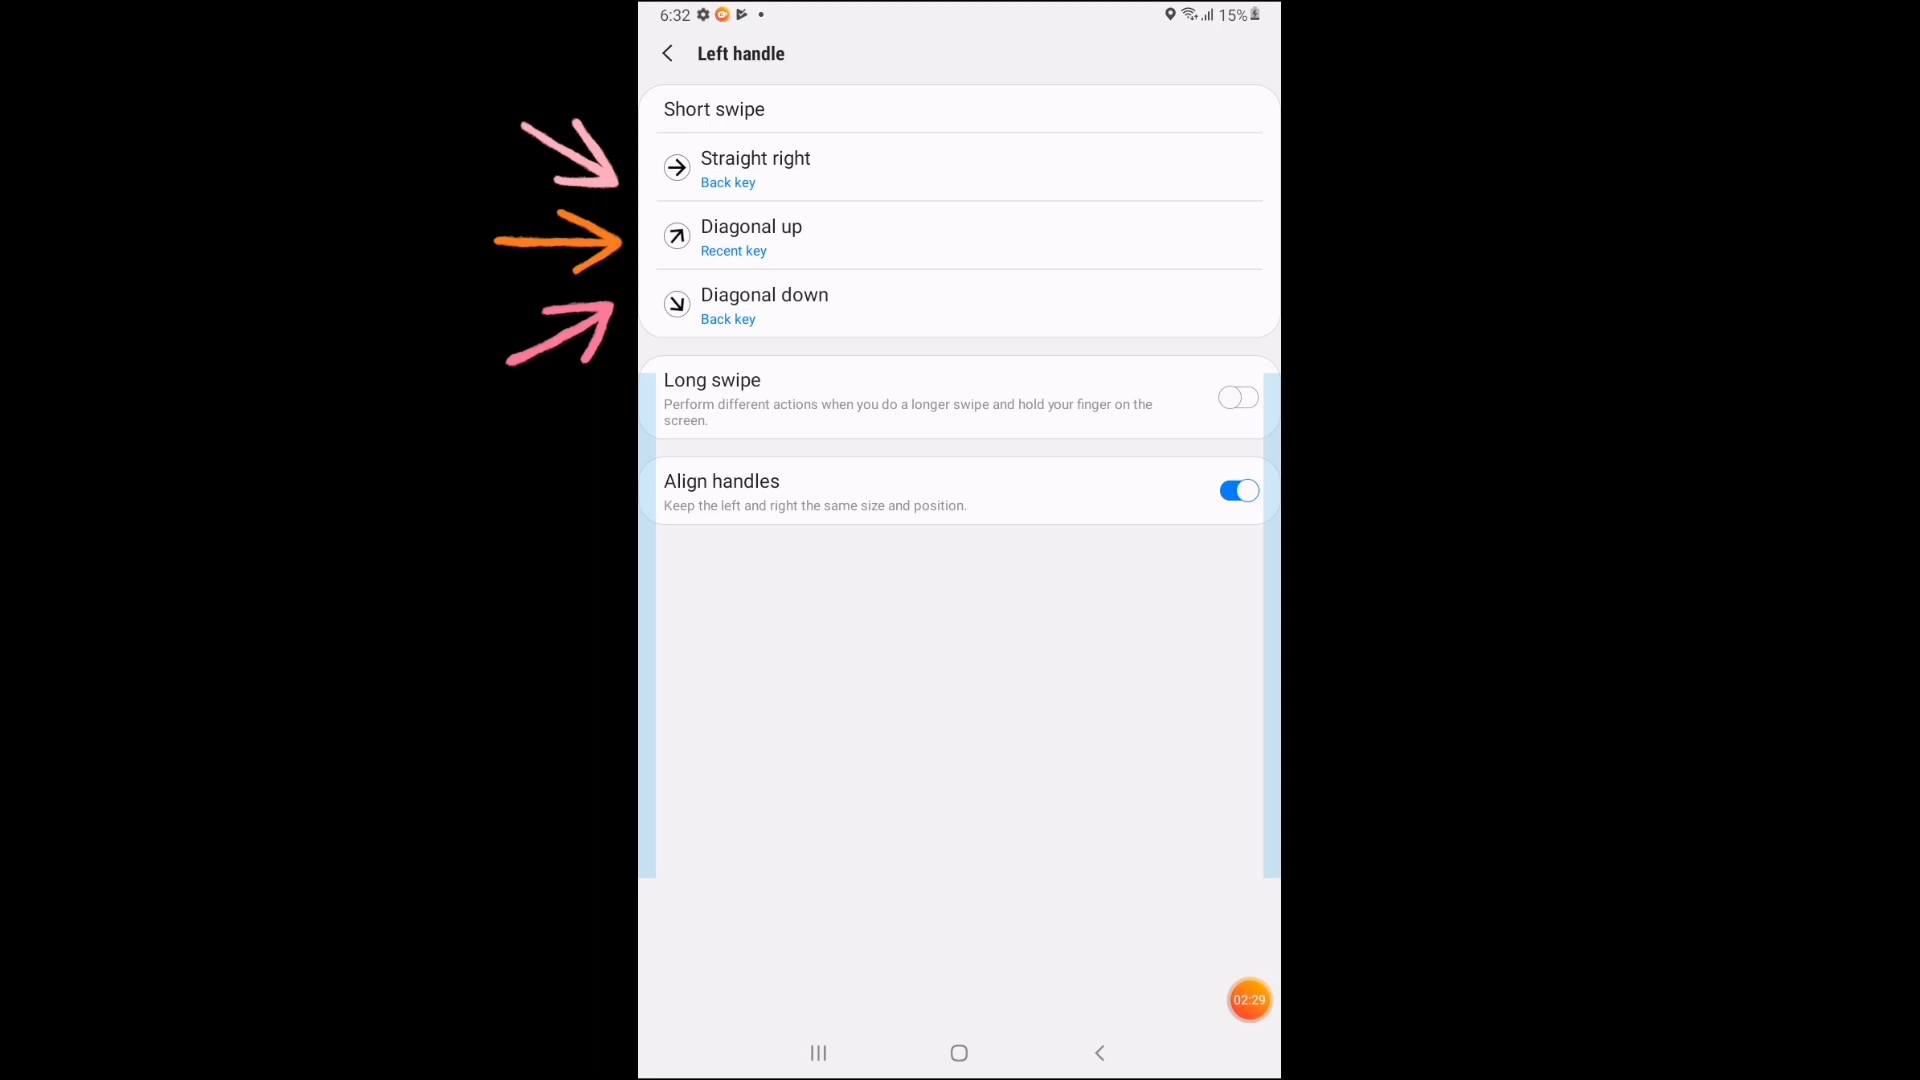 6:32
15%
Left handle
Short swipe
Straight right
Back key
Diagonal up
Recent key
Diagonal down
Back key
Long swipe
Perform different actions when you do a longer swipe and hold your finger on the
screen.
Align handles
Keep the left and right the same size and position.
02:29